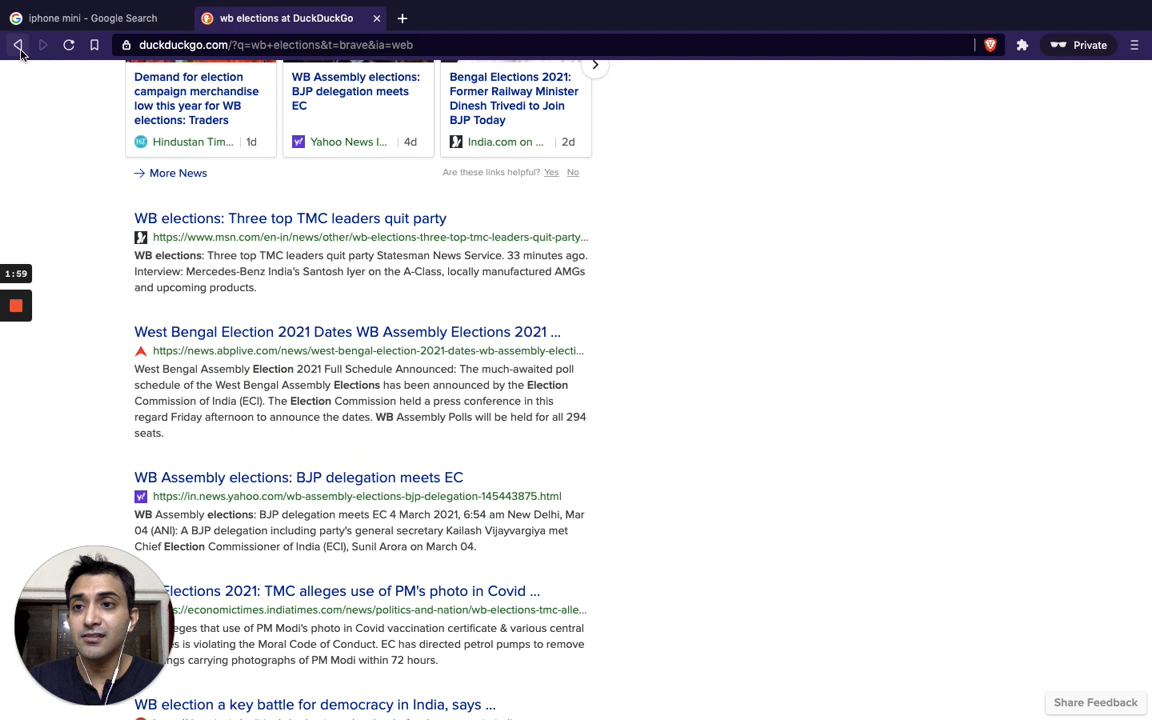 iphone mini - Google Search
wb elections at DuckDuckGo
duckduckgo.com/?q=wb+elections&t=brave&ia=web
Private
Demand for election
campaign merchandise
low this year for WB
elections: Traders
Hindustan Tim... 1d
WB Assembly elections:
BJP delegation meets
EC
Yahoo News I... 4d
Bengal Elections 2021:
Former Railway Minister
Dinesh Trivedi to Join
BJP Today
India.com on ... 2d
More News
Are these links helpful? Yes No
WB elections: Three top TMC leaders quit party
https://www.msn.com/en-in/news/other/wb-elections-three-top-tmc-leaders-quit-party...
WB elections: Three top TMC leaders quit party Statesman News Service. 33 minutes ago.
Interview: Mercedes-Benz India's Santosh Iyer on the A-Class, locally manufactured AMGs
and upcoming products.
1:59
West Bengal Election 2021 Dates WB Assembly Elections 2021 ...
https://news.abplive.com/news/west-bengal-election-2021-dates-wb-assembly-electi...
West Bengal Assembly Election 2021 Full Schedule Announced: The much-awaited poll
schedule of the West Bengal Assembly Elections has been announced by the Election
Commission of India (ECI). The Election Commission held a press conference in this
regard Friday afternoon to announce the dates. WB Assembly Polls will be held for all 294
seats.
WB Assembly elections: BJP delegation meets EC
https://in.news.yahoo.com/wb-assembly-elections-bjp-delegation-145443875.html
WB Assembly elections: BJP delegation meets EC 4 March 2021, 6:54 am New Delhi, Mar
04 (ANI): A BJP delegation including party's general secretary Kailash Vijayvargiya met
Chief Election Commissioner of India (ECI), Sunil Arora on March 04.
Elections 2021: TMC alleges use of PM's photo in Covid ...
s://economictimes.indiatimes.com/news/politics-and-nation/wb-elections-tmc-alle...
eges that use of PM Modi's photo in Covid vaccination certificate & various central
es is violating the Moral Code of Conduct. EC has directed petrol pumps to remove
ngs carrying photographs of PM Modi within 72 hours.
WB election a key battle for democracy in India, says ...
Share Feedback